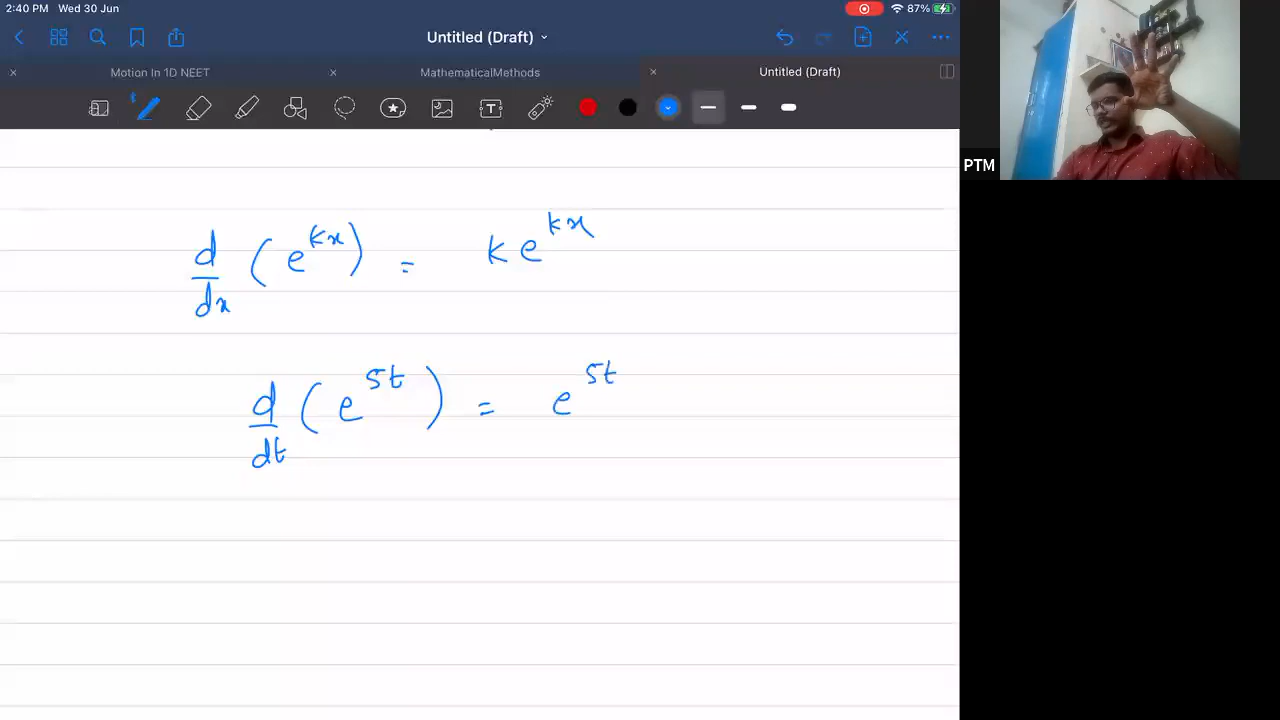 2:40 PM Wed 30 Jun 87%
Untitled (Draft)
Motion In 1D NEET MathematicalMethods Untitled (Draft)
T
PTM
d/dx (e^{kx}) = k e^{kx}
d/dt (e^{5t}) = e^{5t}